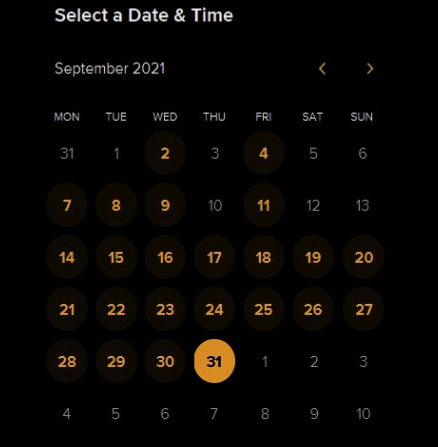 Select a Date & Time
September 2021
MON TUE WED THU FRI SAT SUN
31 1 2 3 4 5 6
7 8 9 10 11 12 13
14 15 16 17 18 19 20
21 22 23 24 25 26 27
28 29 30 31 1 2 3
4 5 6 7 8 9 10